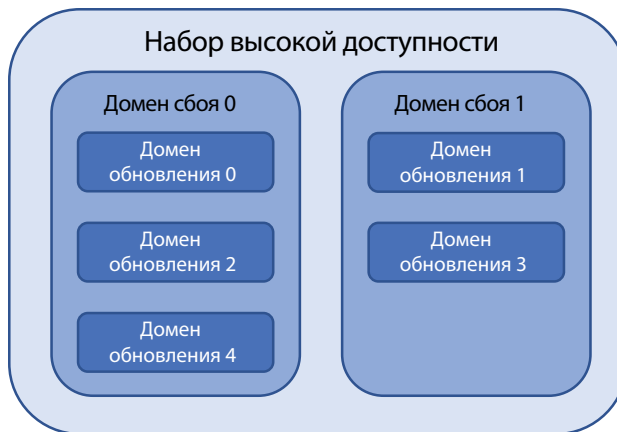 Набор высокой доступности
Домен сбоя 0
Домен
обновления 0
Домен
обновления 2
Домен
обновления 4
Домен сбоя 1
Домен
обновления 1
Домен
обновления 3